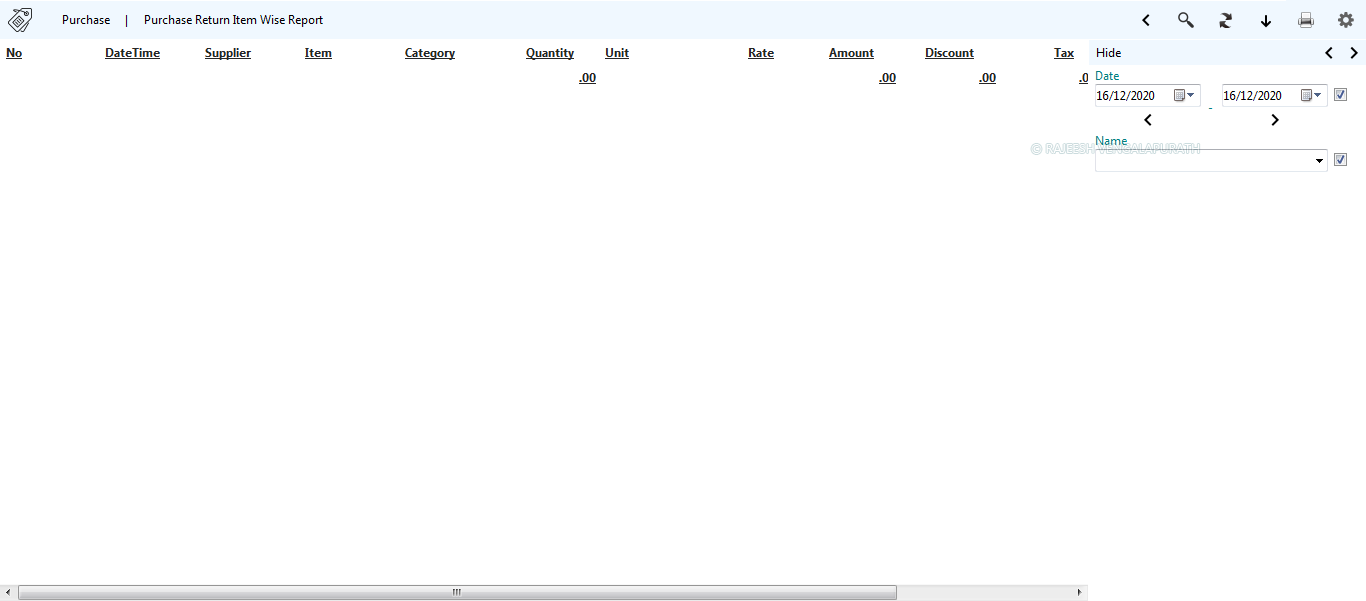 Purchase | Purchase Return Item Wise Report
No DateTime Supplier Item Category Quantity Unit Rate Amount Discount Tax
.00 .00 .00 .0
Hide
Date
16/12/2020 - 16/12/2020
Name
© RAJEESH VENGALAPURATH